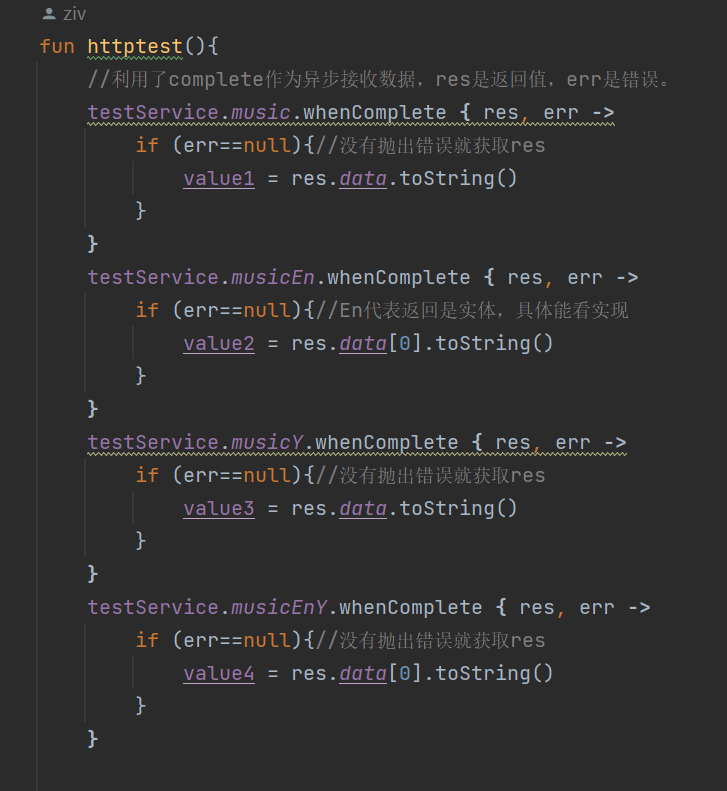 ziv
fun httptest(){
//利用了complete作为异步接收数据，res是返回值，err是错误。
testService.music.whenComplete { res, err ->
if (err==null){//没有抛出错误就获取res
value1 = res.data.toString()
}
}
testService.musicEn.whenComplete { res, err ->
if (err==null){//En代表返回是实体，具体能看实现
value2 = res.data[0].toString()
}
}
testService.musicY.whenComplete { res, err ->
if (err==null){//没有抛出错误就获取res
value3 = res.data.toString()
}
}
testService.musicEnY.whenComplete { res, err ->
if (err==null){//没有抛出错误就获取res
value4 = res.data[0].toString()
}
}